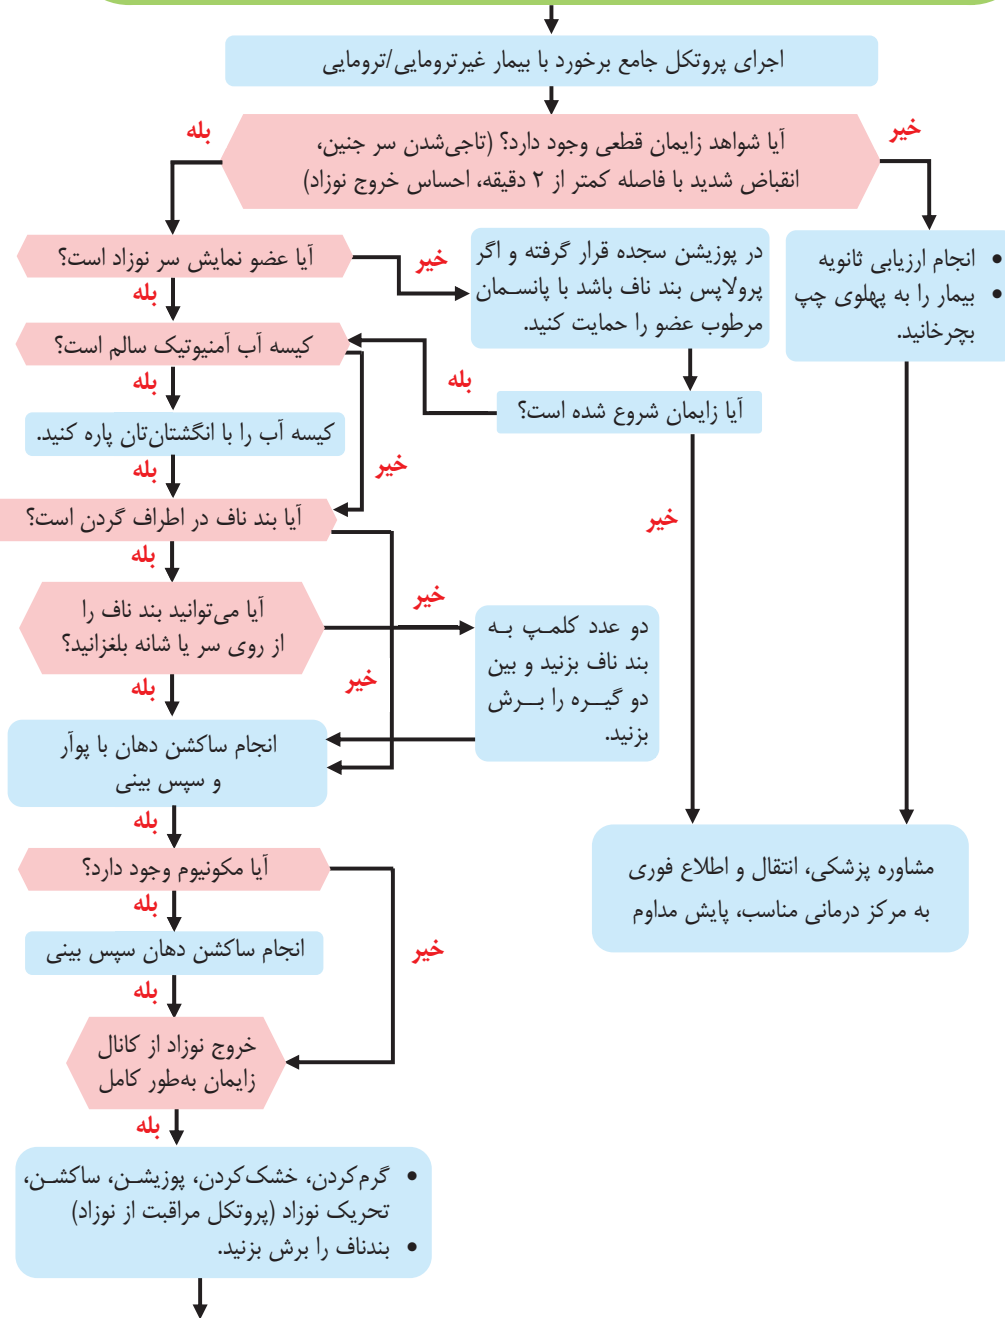 اجرای پروتکل جامع برخورد با بیمار غیرترومایی/ترومایی
خیر
بله
آیا شواهد زایمان قطعی وجود دارد؟ (تاجی‌شدن سر جنین،
انقباض شدید با فاصله کمتر از ۲ دقیقه، احساس خروج نوزاد)
• انجام ارزیابی ثانویه
• بیمار را به پهلوی چپ
بچرخانید.
در پوزیشن سجده قرار گرفته و اگر
پرولاپس بند ناف باشد با پانسمان
مرطوب عضو را حمایت کنید.
خیر
آیا عضو نمایش سر نوزاد است؟
بله
کیسه آب آمنیوتیک سالم است؟
بله
آیا زایمان شروع شده است؟
بله
کیسه آب را با انگشتان‌تان پاره کنید.
خیر
بله
خیر
آیا بند ناف در اطراف گردن است؟
بله
آیا می‌توانید بند ناف را
از روی سر یا شانه بلغزانید؟
خیر
دو عدد کلمپ به
بند ناف بزنید و بین
دو گیره را برش
بزنید.
خیر
بله
انجام ساکشن دهان با پوآر
و سپس بینی
بله
آیا مکونیوم وجود دارد؟
مشاوره پزشکی، انتقال و اطلاع فوری
به مرکز درمانی مناسب، پایش مداوم
بله
خیر
انجام ساکشن دهان سپس بینی
بله
خروج نوزاد از کانال
زایمان به‌طور کامل
بله
• گرم‌کردن، خشک‌کردن، پوزیشن، ساکشن،
تحریک نوزاد (پروتکل مراقبت از نوزاد)
• بندناف را برش بزنید.